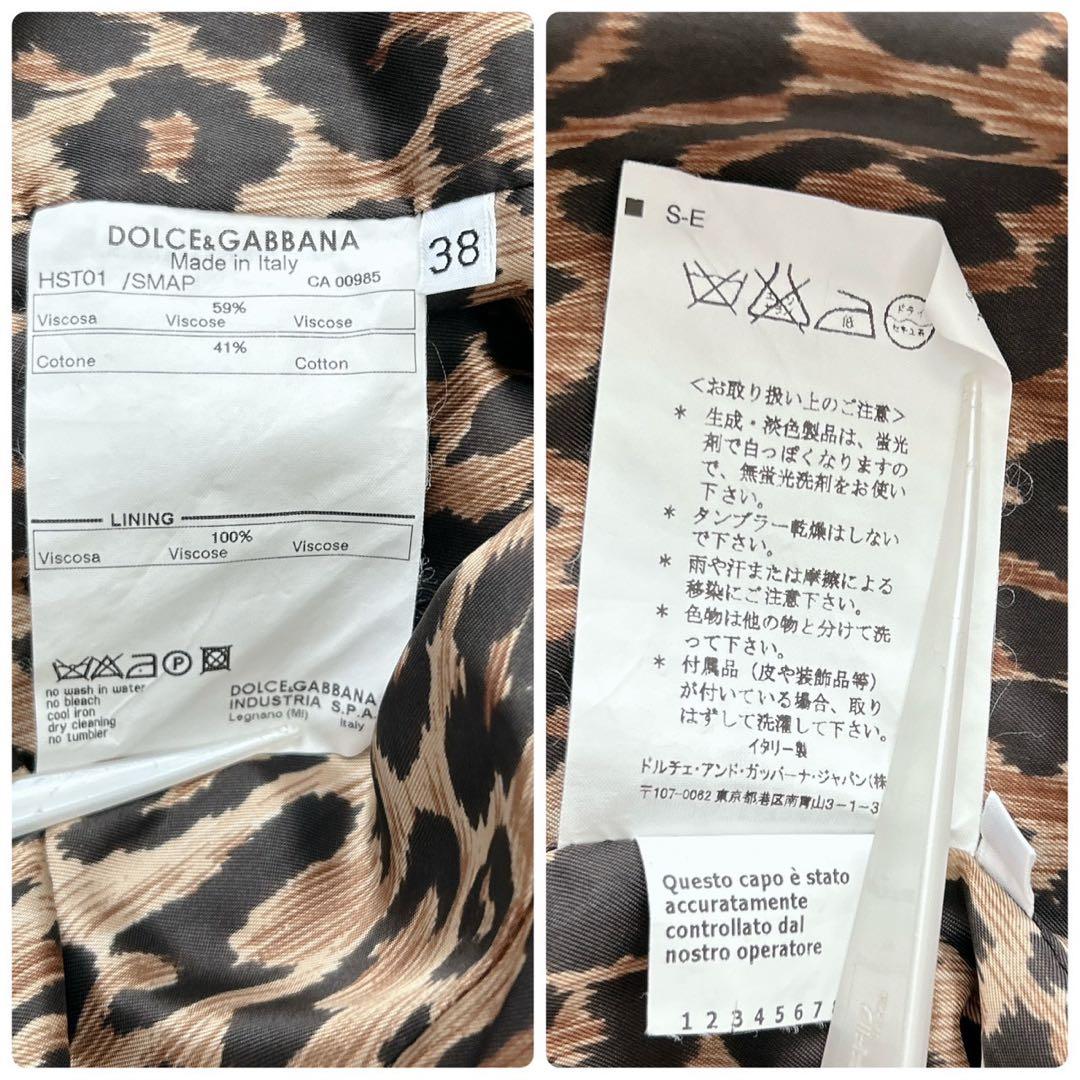 DOLCE&GABBANA
Made in Italy
38
HST01 /SMAP CA 00985
59%
Viscosa Viscose Viscose
41%
Cotone Cotton
LINING
100%
Viscosa Viscose Viscose
P
no wash in water
no bleach
cool iron
dry cleaning
no tumbler
DOLCE&GABBANA
INDUSTRIA S.P.A.
Legnano (MI)
Italy
S-E
ドライ
セキユ系
<お取り扱い上のご注意>
* 生成・淡色製品は、蛍光
剤で白っぽくなりますの
で、無蛍光洗剤をお使い
下さい。
* タンブラー乾燥はしない
で下さい。
* 雨や汗または摩擦による
移染にご注意下さい。
* 色物は他の物と分けて洗
って下さい。
* 付属品(皮や装飾品等)
が付いている場合、取り
はずして洗濯して下さい。
イタリー製
ドルチェ・アンド・ガッバーナ・ジャパン(株
〒107-0062 東京都港区南青山3-1-3
Questo capo è stato
accuratamente
controllato dal
nostro operatore
1 2 3 4 5 6 7